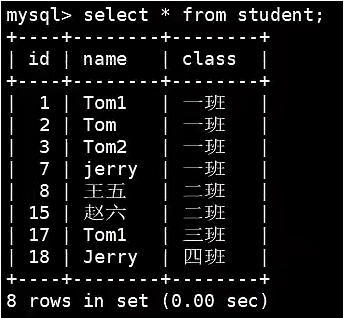 mysql> select * from student;
+----+--------+--------+
| id | name   | class  |
+----+--------+--------+
|  1 | Tom1   | 一班   |
|  2 | Tom    | 一班   |
|  3 | Tom2   | 一班   |
|  7 | jerry  | 一班   |
|  8 | 王五   | 二班   |
| 15 | 赵六   | 二班   |
| 17 | Tom1   | 三班   |
| 18 | Jerry  | 四班   |
+----+--------+--------+
8 rows in set (0.00 sec)